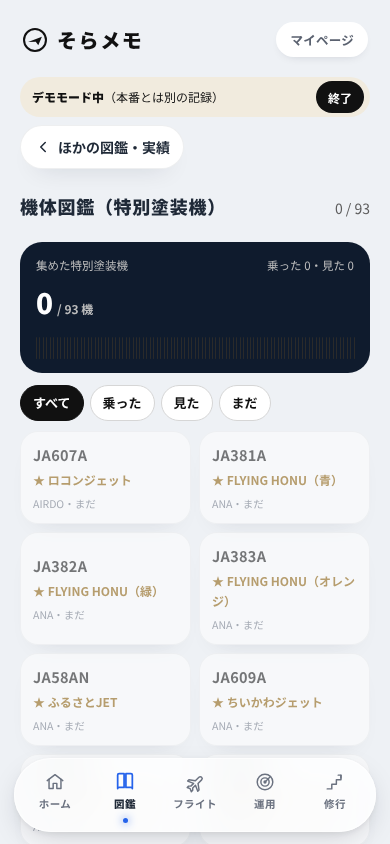 そらメモ
マイページ
デモモード中（本番とは別の記録）
終了
ほかの図鑑・実績
機体図鑑（特別塗装機）
0 / 93
集めた特別塗装機
乗った 0・見た 0
0 / 93 機
すべて
乗った
見た
まだ
JA607A
★ ロコンジェット
AIRDO・まだ
JA381A
★ FLYING HONU（青）
ANA・まだ
JA382A
★ FLYING HONU（緑）
ANA・まだ
JA383A
★ FLYING HONU（オレン
ジ）
ANA・まだ
JA58AN
★ ふるさとJET
ANA・まだ
JA609A
★ ちいかわジェット
ANA・まだ
ホーム
図鑑
フライト
運用
修行